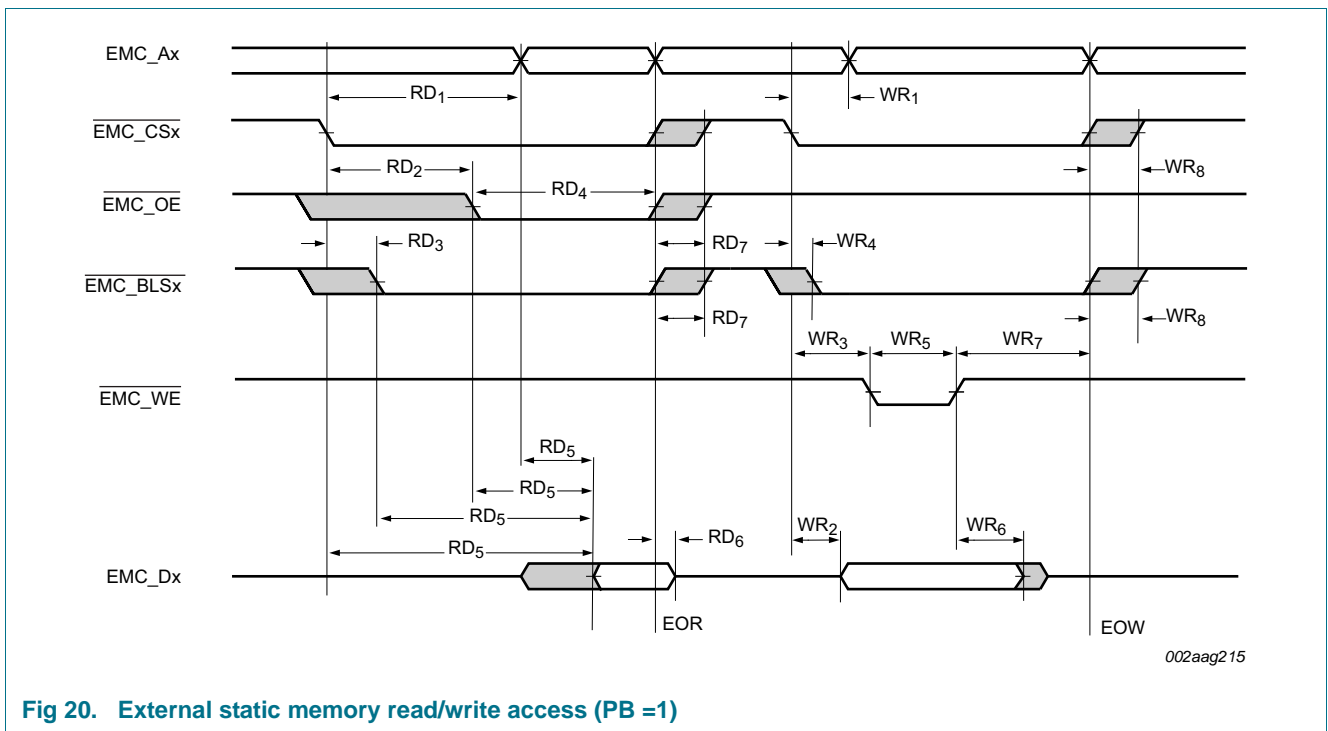 EMC_Ax
RD1
WR1
EMC_CSx
RD2
WR8
RD4
EMC_OE
RD3
RD7
WR4
EMC_BLSx
RD7
WR8
WR3
WR5
WR7
EMC_WE
RD5
RD5
RD5
WR2
WR6
RD5
RD6
EMC_Dx
EOR
EOW
002aag215
Fig 20. External static memory read/write access (PB =1)